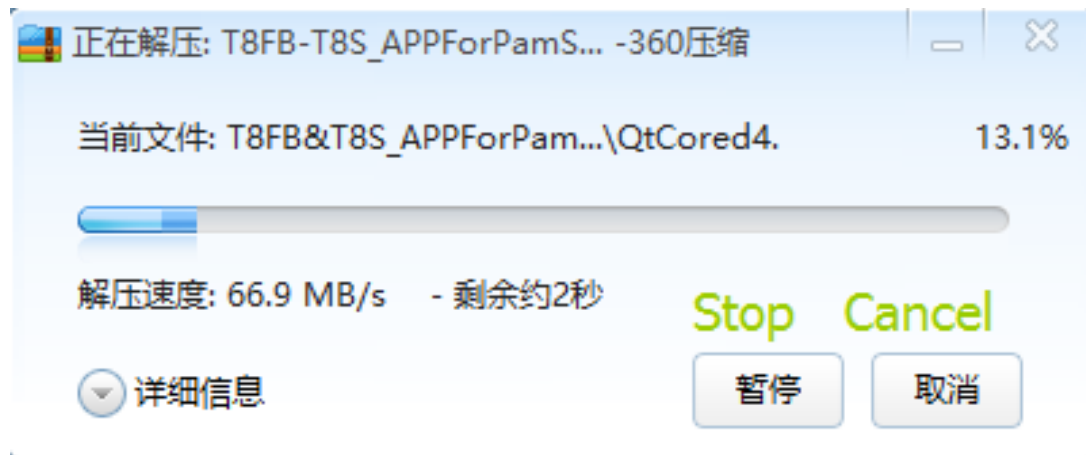 正在解压: T8FB-T8S_APPForPamS... -360压缩
当前文件: T8FB&T8S_APPForPam...\QtCored4. 13.1%
解压速度: 66.9 MB/s - 剩余约2秒
Stop Cancel
详细信息 暂停 取消